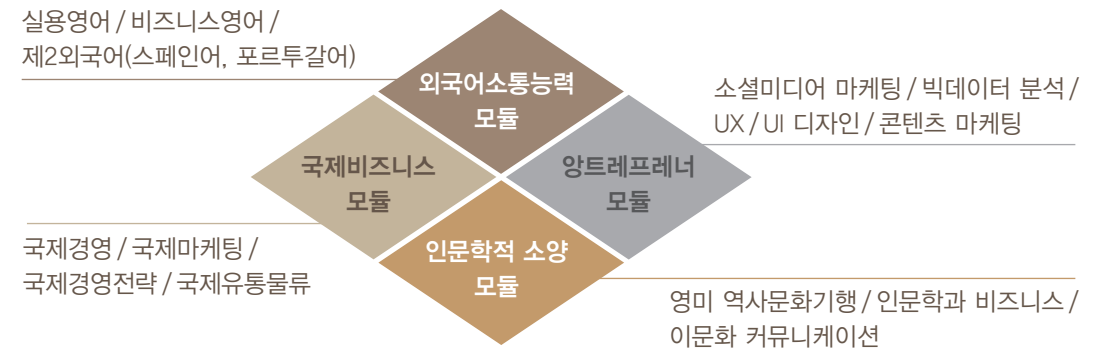 실용영어 / 비즈니스영어 /
제2외국어(스페인어, 포르투갈어)
외국어소통능력
모듈
소셜미디어 마케팅 / 빅데이터 분석 /
UX / UI 디자인 / 콘텐츠 마케팅
국제비즈니스
모듈
앙트레프레너
모듈
국제경영 / 국제마케팅 /
국제경영전략 / 국제유통물류
인문학적 소양
모듈
영미 역사문화기행 / 인문학과 비즈니스 /
이문화 커뮤니케이션